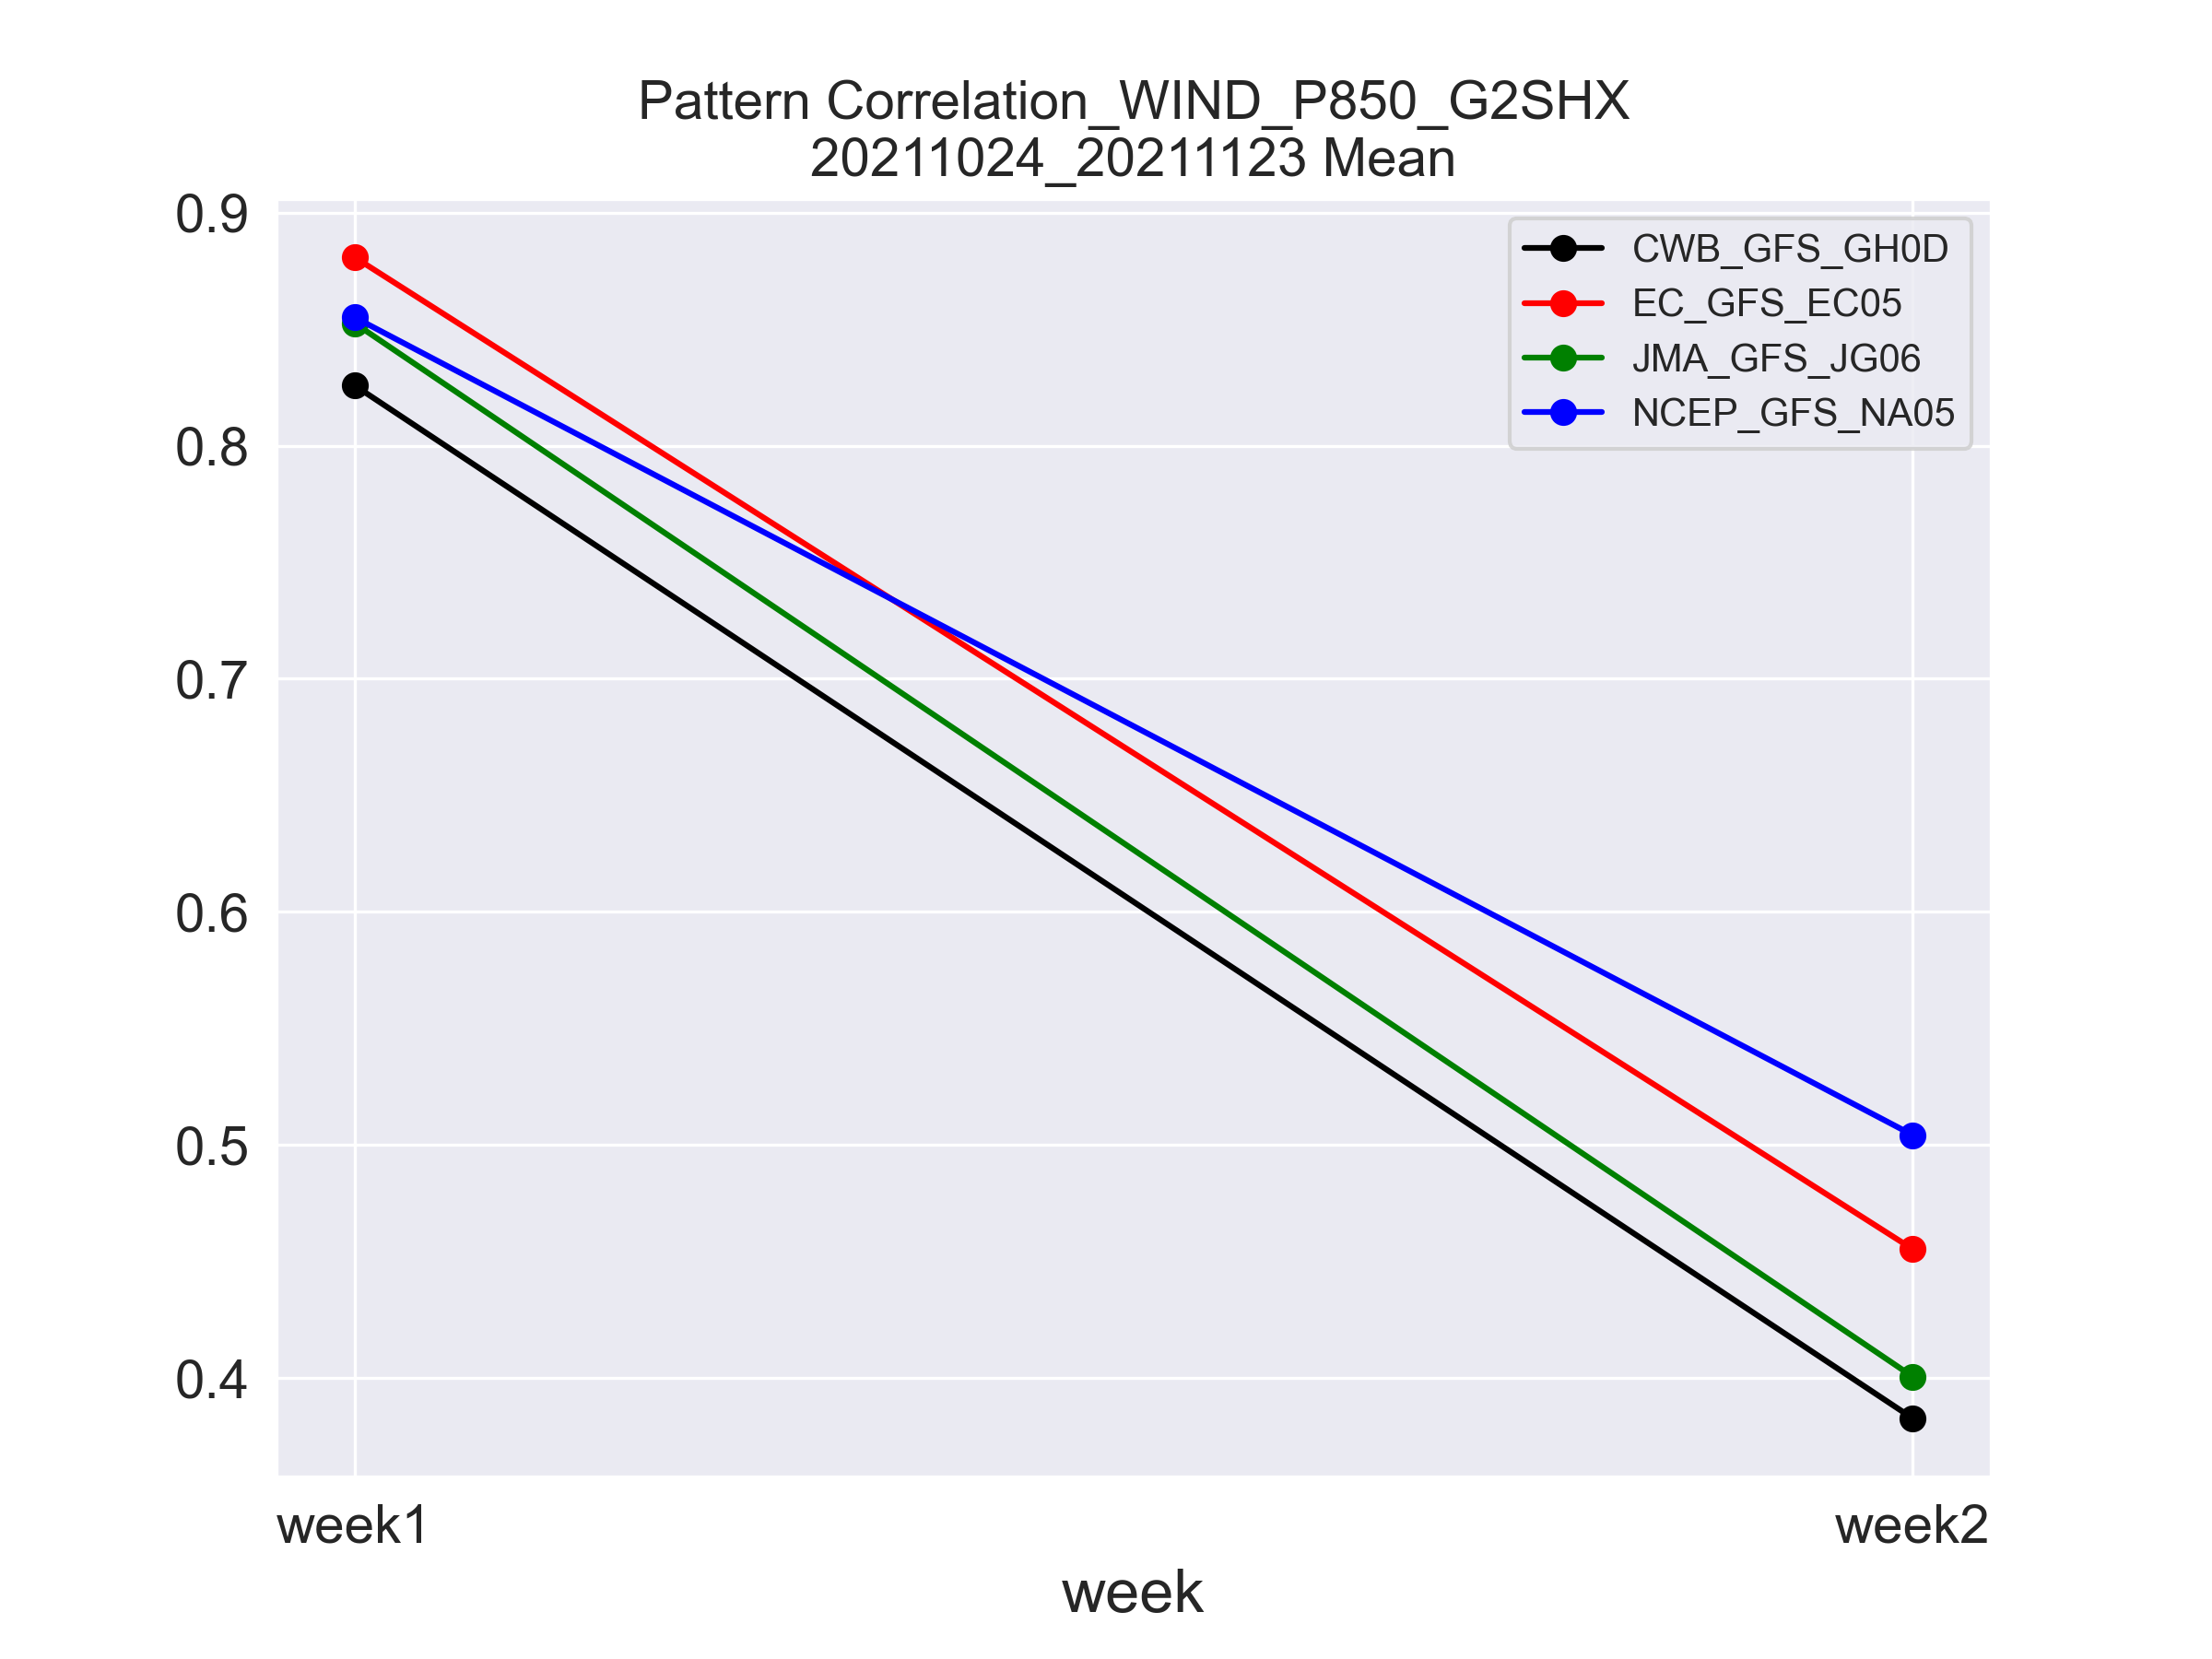 Pattern Correlation_WIND_P850_G2SHX
20211024_20211123 Mean
0.9
0.8
0.7
0.6
0.5
0.4
CWB_GFS_GH0D
EC_GFS_EC05
JMA_GFS_JG06
NCEP_GFS_NA05
week1
week2
week